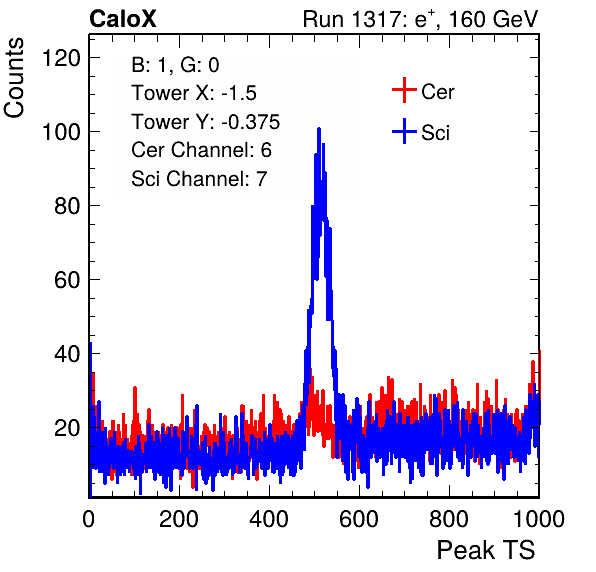 CaloX Run 1317: e+, 160 GeV
Counts
120
100
80
60
40
20
B: 1, G: 0
Tower X: -1.5
Tower Y: -0.375
Cer Channel: 6
Sci Channel: 7
Cer
Sci
0 200 400 600 800 1000
Peak TS